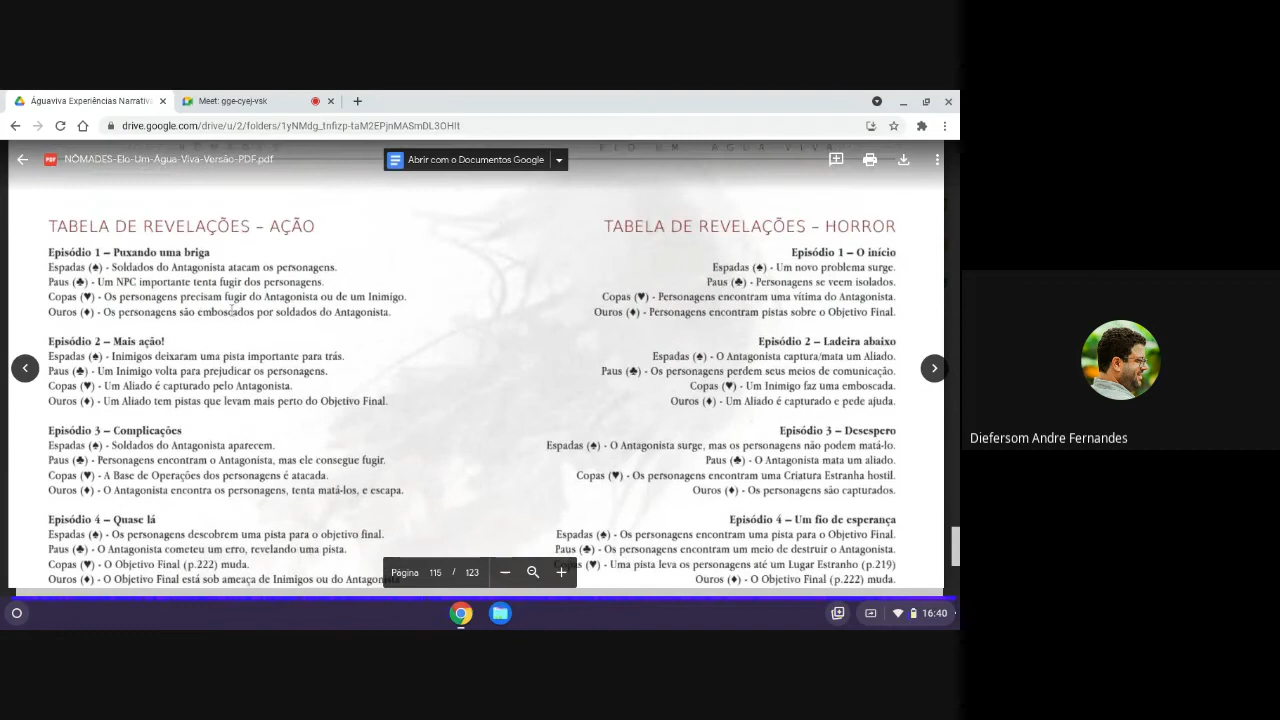 Águaviva Experiências Narrativa
Meet: gge-cyej-vsk
drive.google.com/drive/u/2/folders/1yNMdg_tnfizp-taM2EPjnMASmDL3OHIt
NÔMADES-Elo-Um-Água-Viva-Versão-PDF.pdf
Abrir com o Documentos Google
ELO UM ÁGUA VIVA
TABELA DE REVELAÇÕES – AÇÃO
Episódio 1 – Puxando uma briga
Espadas (♠) - Soldados do Antagonista atacam os personagens.
Paus (♣) - Um NPC importante tenta fugir dos personagens.
Copas (♥) - Os personagens precisam fugir do Antagonista ou de um Inimigo.
Ouros (♦) - Os personagens são emboscados por soldados do Antagonista.
Episódio 2 – Mais ação!
Espadas (♠) - Inimigos deixaram uma pista importante para trás.
Paus (♣) - Um Inimigo volta para prejudicar os personagens.
Copas (♥) - Um Aliado é capturado pelo Antagonista.
Ouros (♦) - Um Aliado tem pistas que levam mais perto do Objetivo Final.
Episódio 3 – Complicações
Espadas (♠) - Soldados do Antagonista aparecem.
Paus (♣) - Personagens encontram o Antagonista, mas ele consegue fugir.
Copas (♥) - A Base de Operações dos personagens é atacada.
Ouros (♦) - O Antagonista encontra os personagens, tenta matá-los, e escapa.
Episódio 4 – Quase lá
Espadas (♠) - Os personagens descobrem uma pista para o objetivo final.
Paus (♣) - O Antagonista cometeu um erro, revelando uma pista.
Copas (♥) - O Objetivo Final (p.222) muda.
Ouros (♦) - O Objetivo Final está sob ameaça de Inimigos ou do Antagonista
TABELA DE REVELAÇÕES – HORROR
Episódio 1 – O início
Espadas (♠) - Um novo problema surge.
Paus (♣) - Personagens se veem isolados.
Copas (♥) - Personagens encontram uma vítima do Antagonista.
Ouros (♦) - Personagens encontram pistas sobre o Objetivo Final.
Episódio 2 – Ladeira abaixo
Espadas (♠) - O Antagonista captura/mata um Aliado.
Paus (♣) - Os personagens perdem seus meios de comunicação.
Copas (♥) - Um Inimigo faz uma emboscada.
Ouros (♦) - Um Aliado é capturado e pede ajuda.
Episódio 3 – Desespero
Espadas (♠) - O Antagonista surge, mas os personagens não podem matá-lo.
Paus (♣) - O Antagonista mata um aliado.
Copas (♥) - Os personagens encontram uma Criatura Estranha hostil.
Ouros (♦) - Os personagens são capturados.
Episódio 4 – Um fio de esperança
Espadas (♠) - Os personagens encontram uma pista para o Objetivo Final.
Paus (♣) - Os personagens encontram um meio de destruir o Antagonista.
Copas (♥) - Uma pista leva os personagens até um Lugar Estranho (p.219)
Ouros (♦) - O Objetivo Final (p.222) muda.
Página 115 / 123
16:40
Diefersom Andre Fernandes